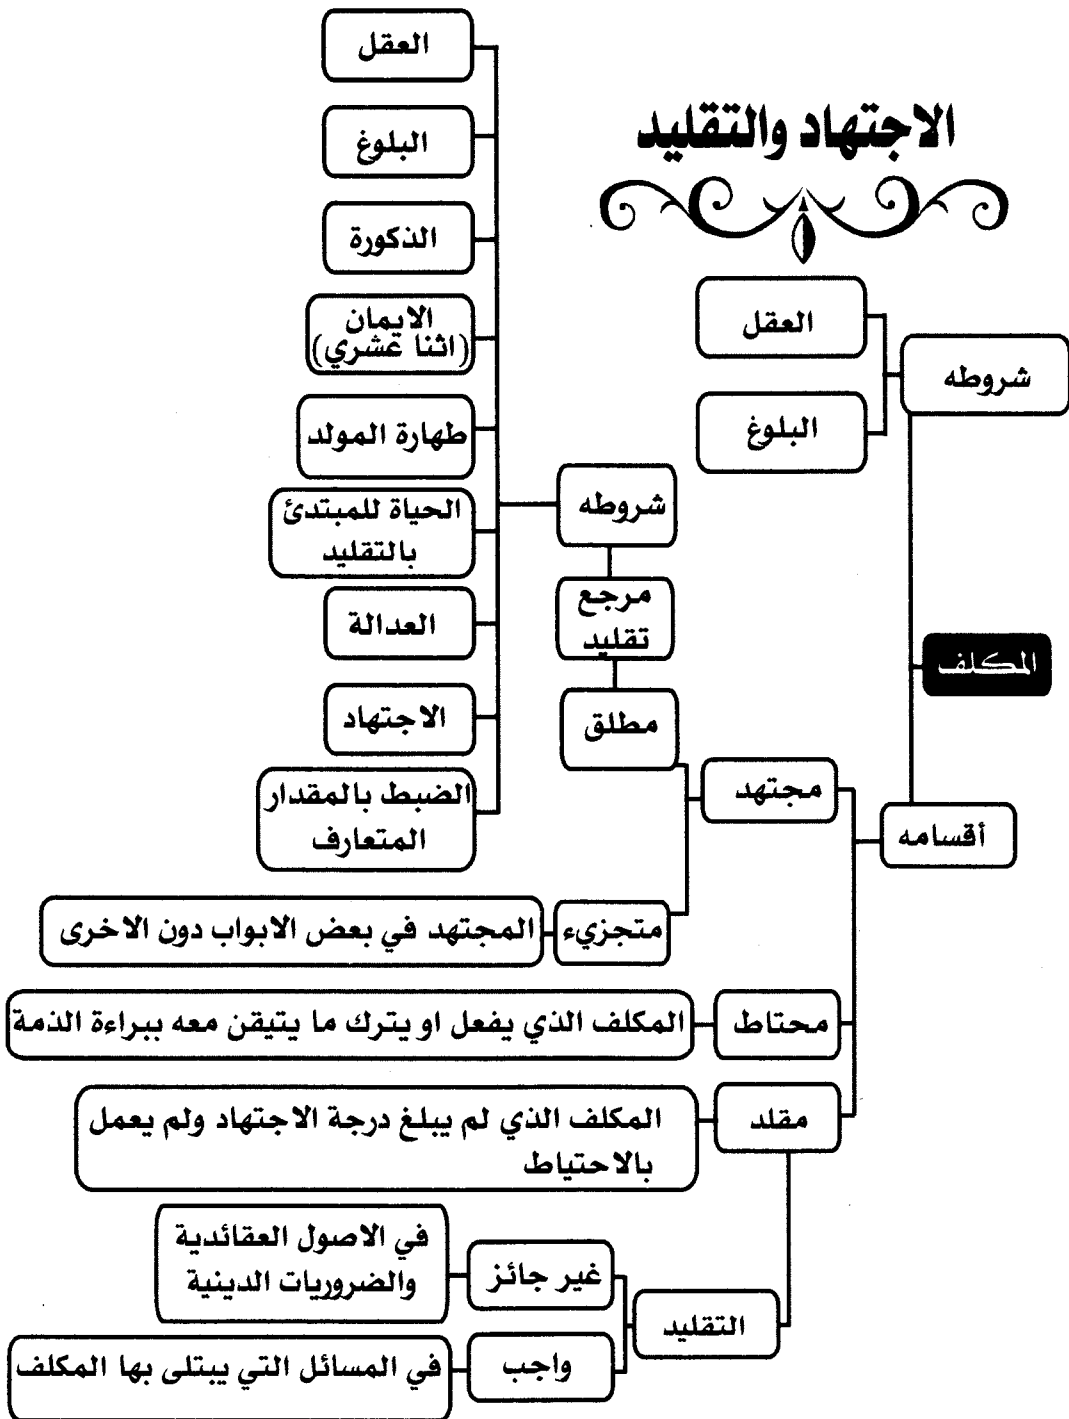 الاجتهاد والتقليد
المكلف
شروطه
العقل
البلوغ
أقسامه
مجتهد
مطلق
مرجع
تقليد
شروطه
العقل
البلوغ
الذكورة
الايمان
(اثنا عشري)
طهارة المولد
الحياة للمبتدئ
بالتقليد
العدالة
الاجتهاد
الضبط بالمقدار
المتعارف
متجزيء
المجتهد في بعض الابواب دون الاخرى
محتاط
المكلف الذي يفعل او يترك ما يتيقن معه ببراءة الذمة
مقلد
المكلف الذي لم يبلغ درجة الاجتهاد ولم يعمل
بالاحتياط
التقليد
غير جائز
في الاصول العقائدية
والضروريات الدينية
واجب
في المسائل التي يبتلى بها المكلف